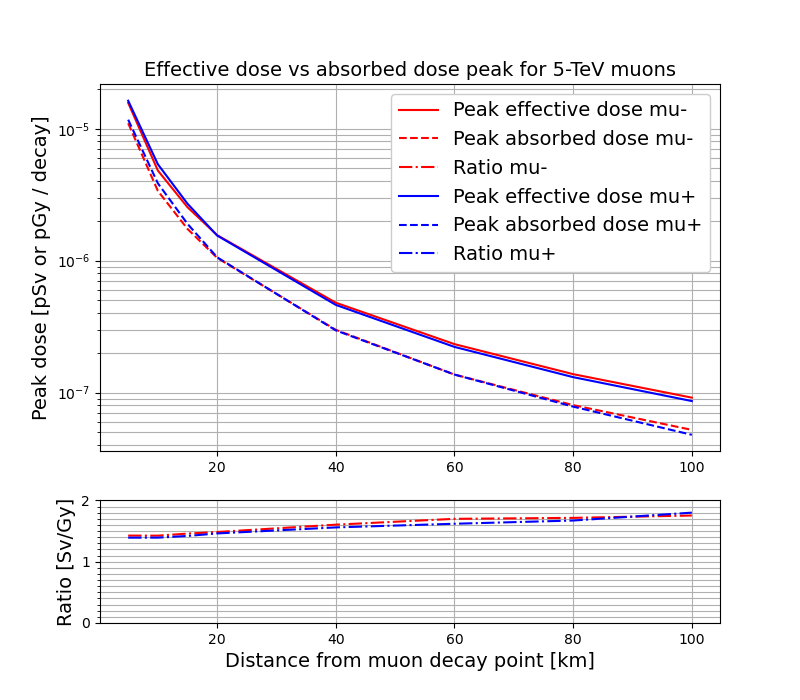 Effective dose vs absorbed dose peak for 5-TeV muons
Peak dose [pSv or pGy / decay]
10⁻⁵
10⁻⁶
10⁻⁷
Peak effective dose mu-
Peak absorbed dose mu-
Ratio mu-
Peak effective dose mu+
Peak absorbed dose mu+
Ratio mu+
20 40 60 80 100
Ratio [Sv/Gy]
2
1
0
20 40 60 80 100
Distance from muon decay point [km]